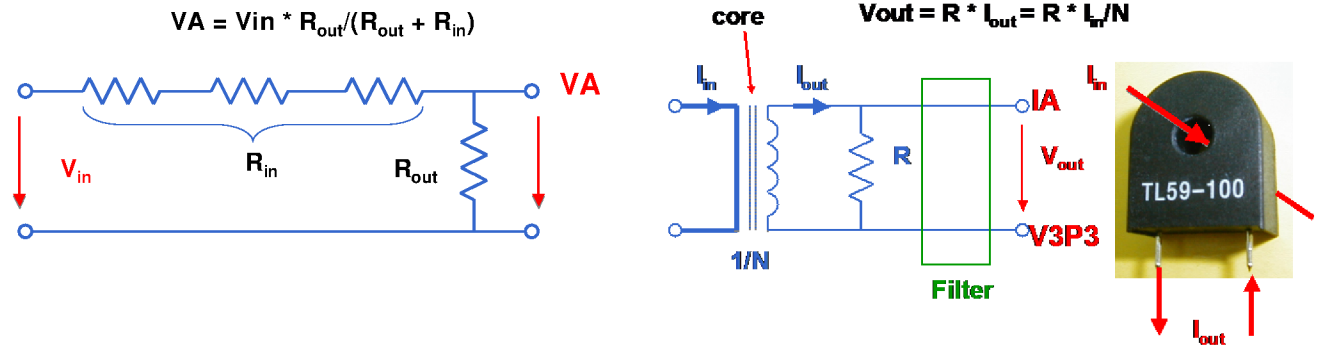 VA = Vin * Rout/(Rout + Rin)
VA
Vin
Rin
Rout
core
Vout = R * Iout = R * Iin/N
Iin
Iout
IA
R
Vout
V3P3
1/N
Filter
Iin
TL59-100
Iout